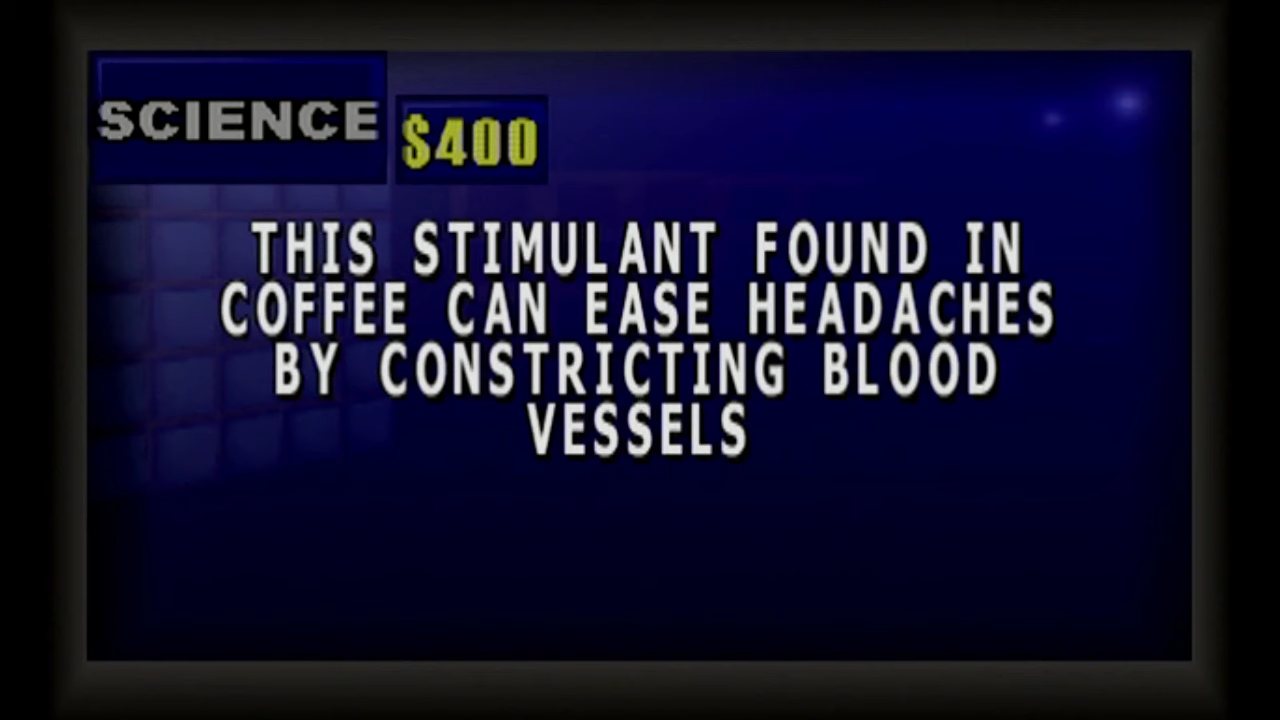 SCIENCE
$400
THIS STIMULANT FOUND IN
COFFEE CAN EASE HEADACHES
BY CONSTRICTING BLOOD
VESSELS